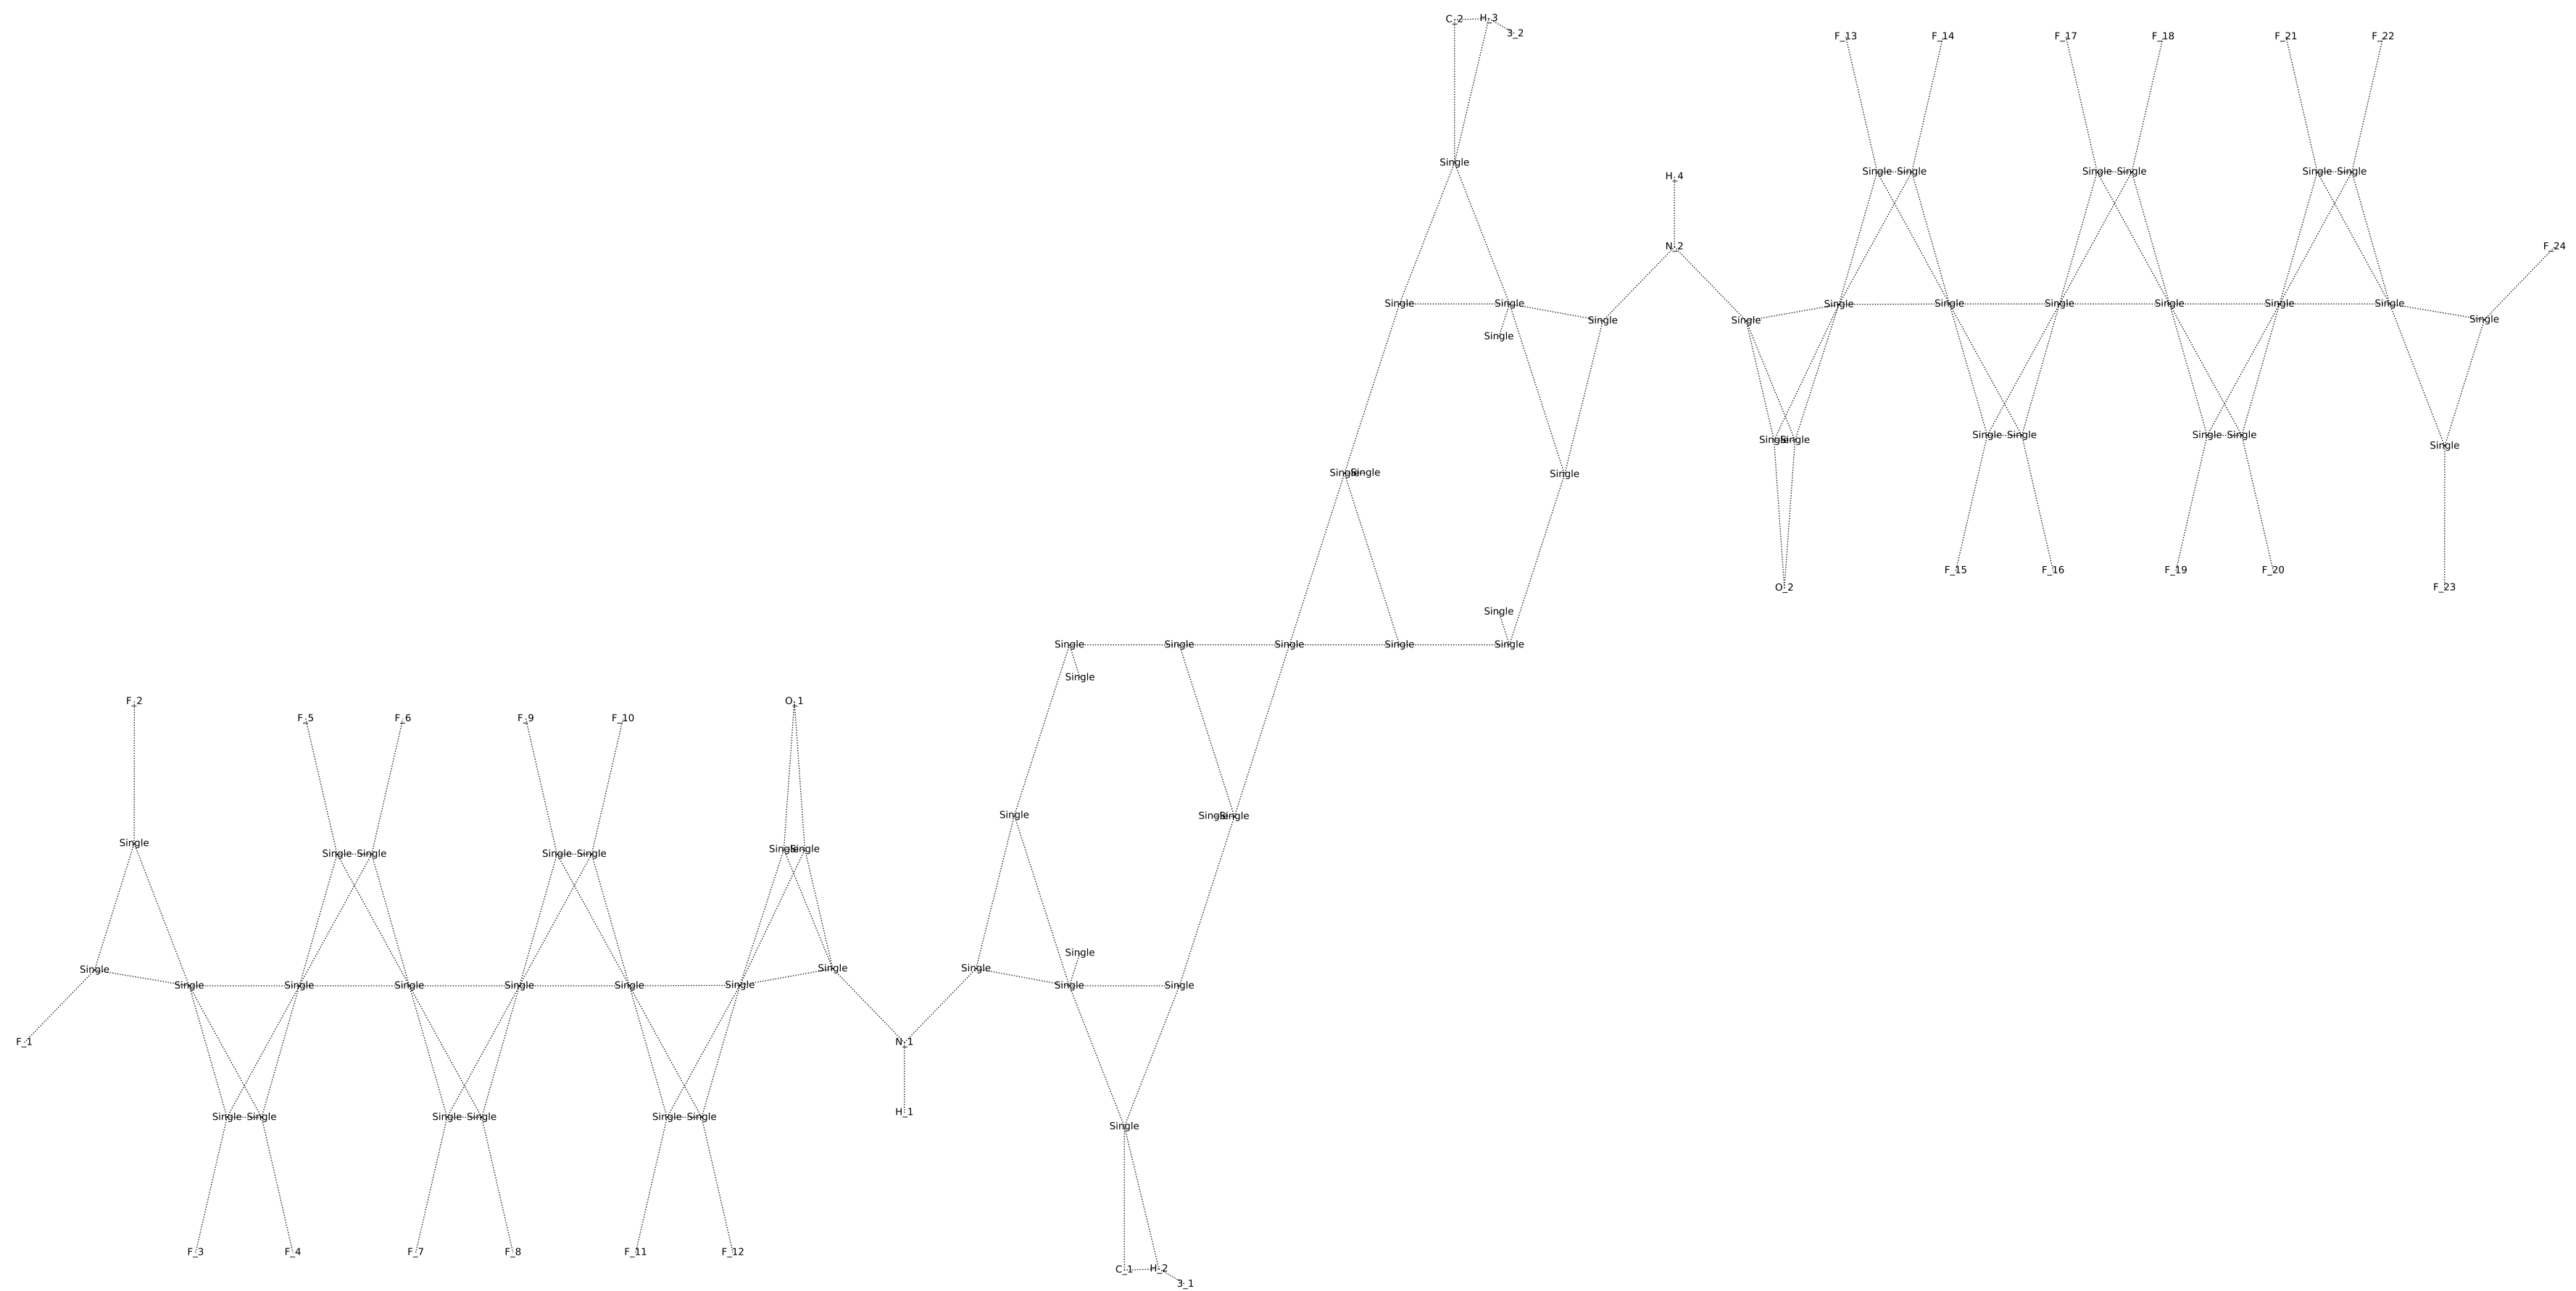 C_2 H_3
3_2
F_13 F_14 F_17 F_18 F_21 F_22
Single
Single Single Single Single Single Single
H_4
N_2 F_24
Single Single Single Single Single Single Single Single
Single Single Single
Single
Single Single Single Single Single Single
Single
Single Single Single
F_15 F_16 F_19 F_20
O_2 F_23
Single
Single Single Single Single Single
Single
F_2 O_1
F_5 F_6 F_9 F_10
Single Single
Single
Single Single
Single Single Single Single
Single
Single Single Single
Single
Single Single Single Single Single Single Single Single
F_1 N_1
H_1
Single Single Single Single Single Single
Single
F_3 F_4 F_7 F_8 F_11 F_12
C_1 H_2
3_1